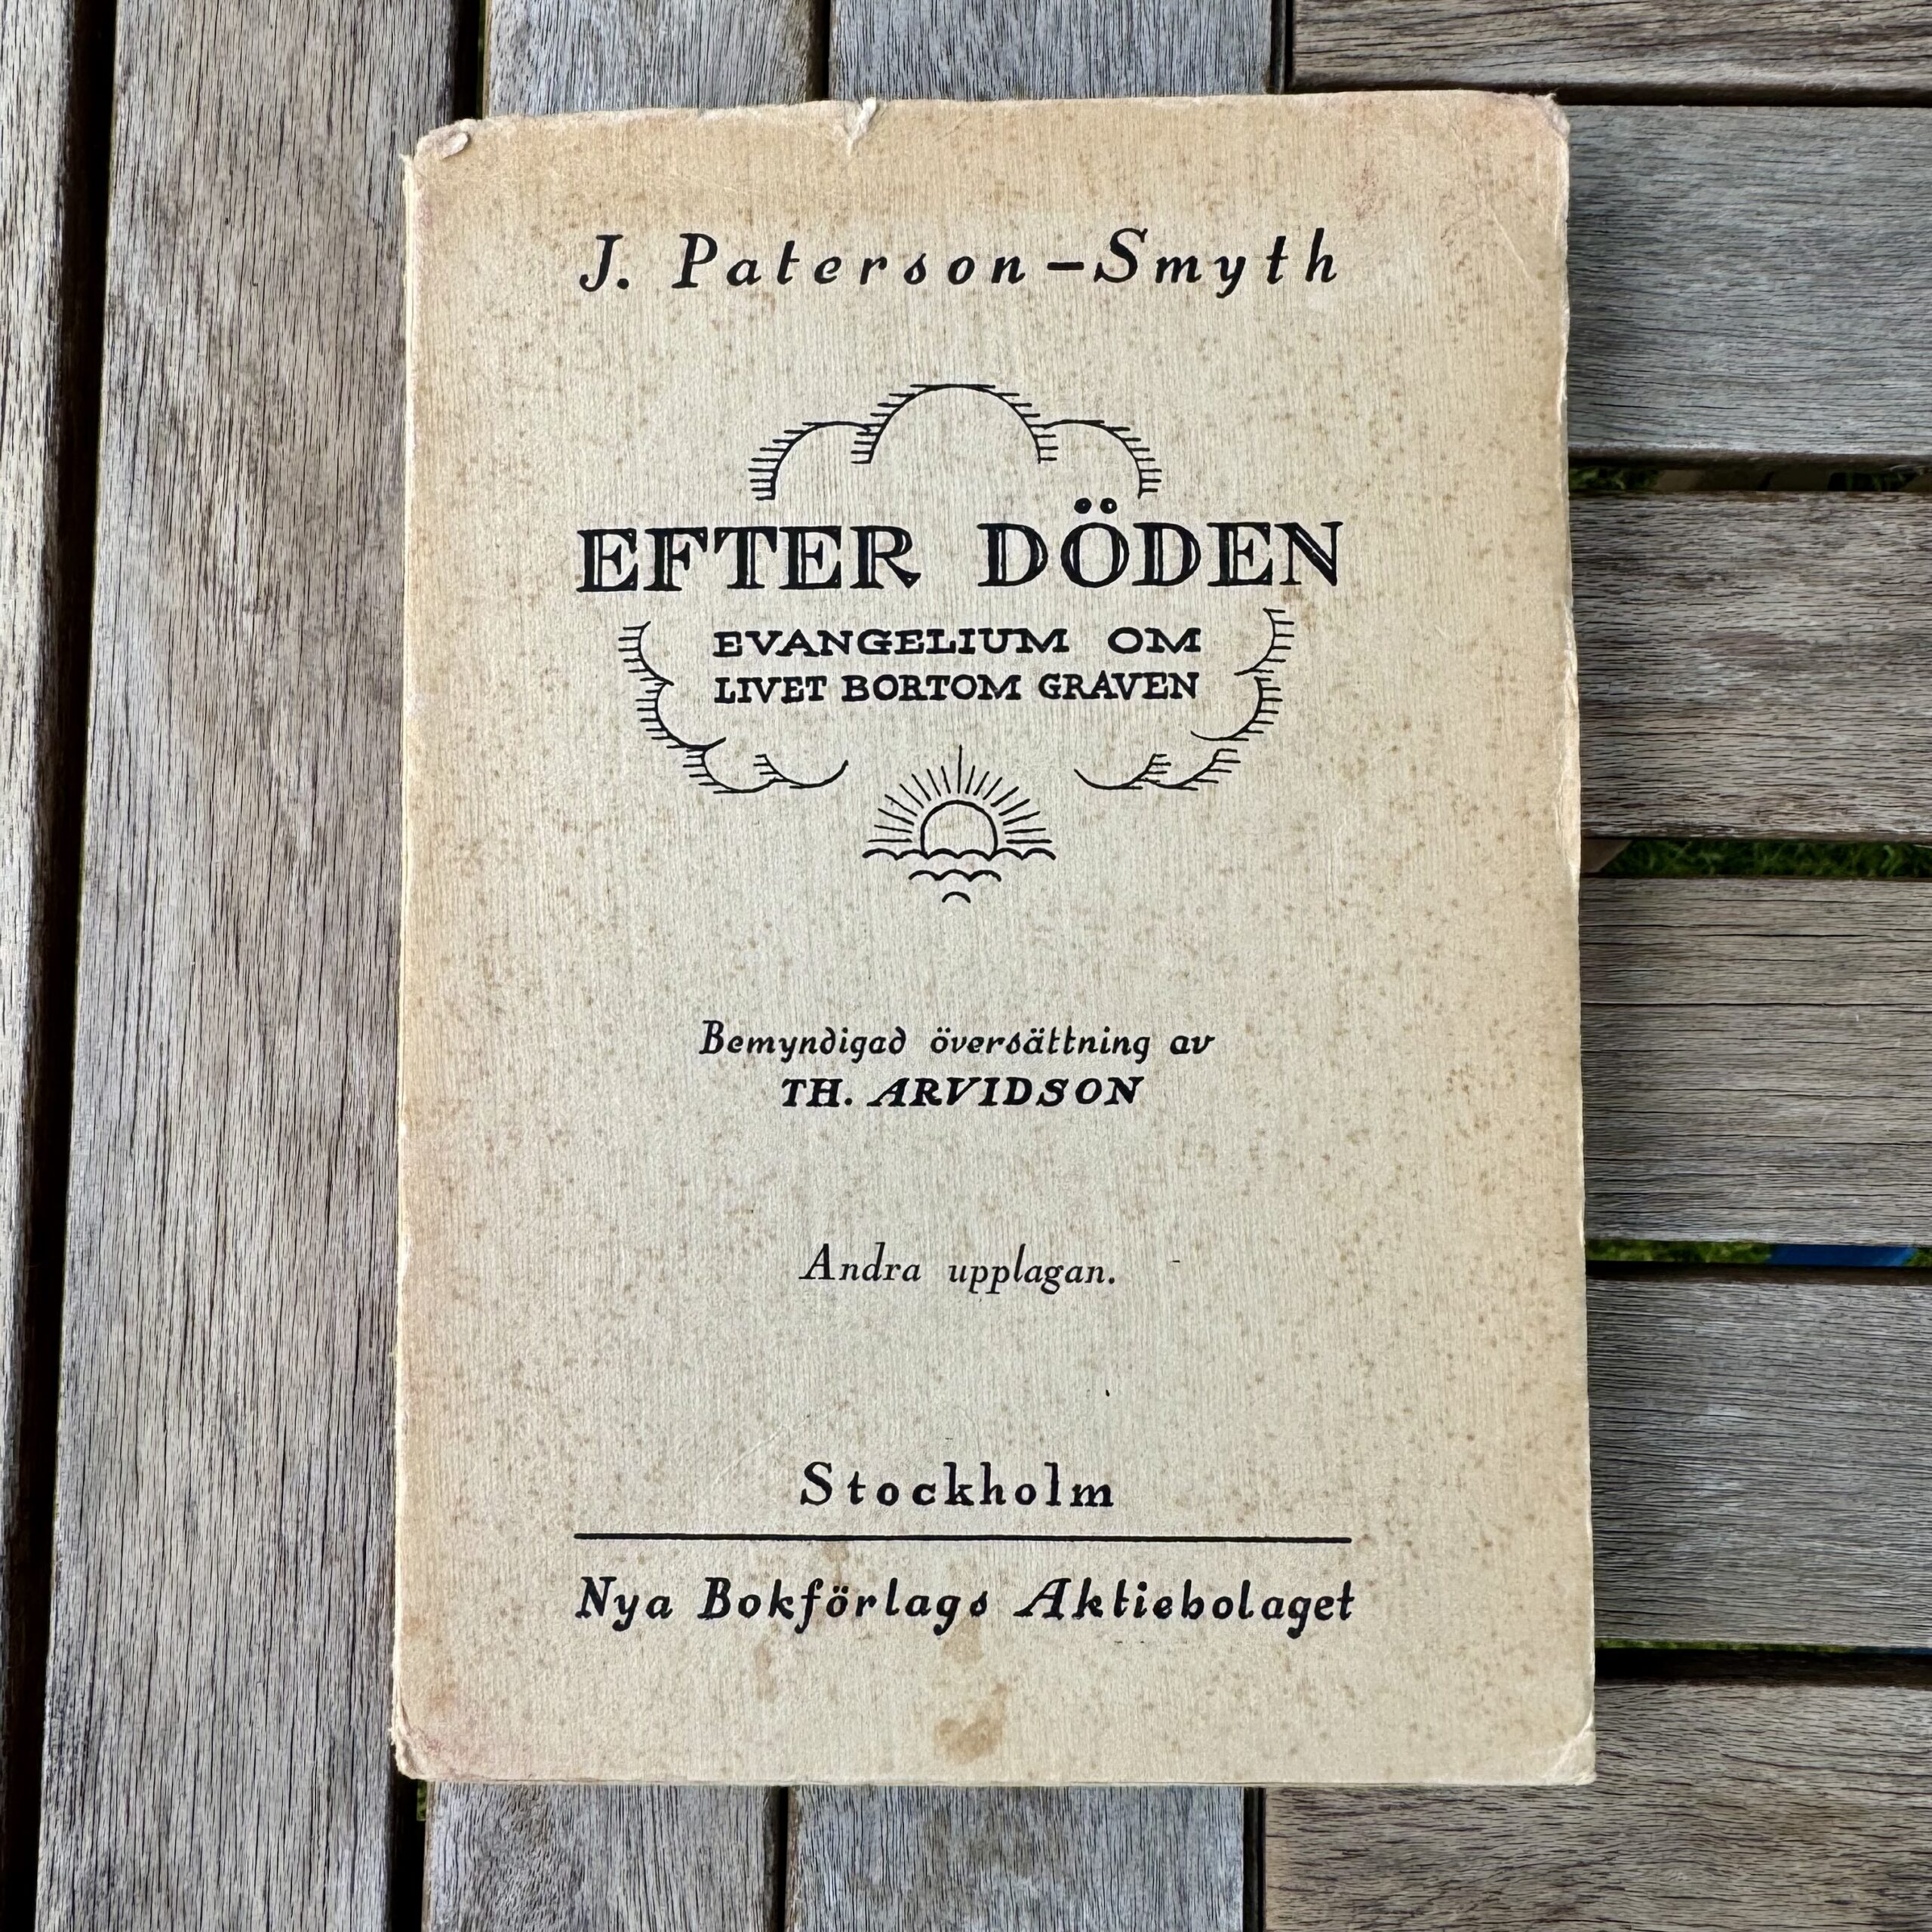 J. Paterson-Smyth
EFTER DÖDEN
EVANGELIUM OM
LIVET BORTOM GRAVEN
Bemyndigad översättning av
TH. ARVIDSON
Andra upplagan.
Stockholm
Nya Bokförlags Aktiebolaget